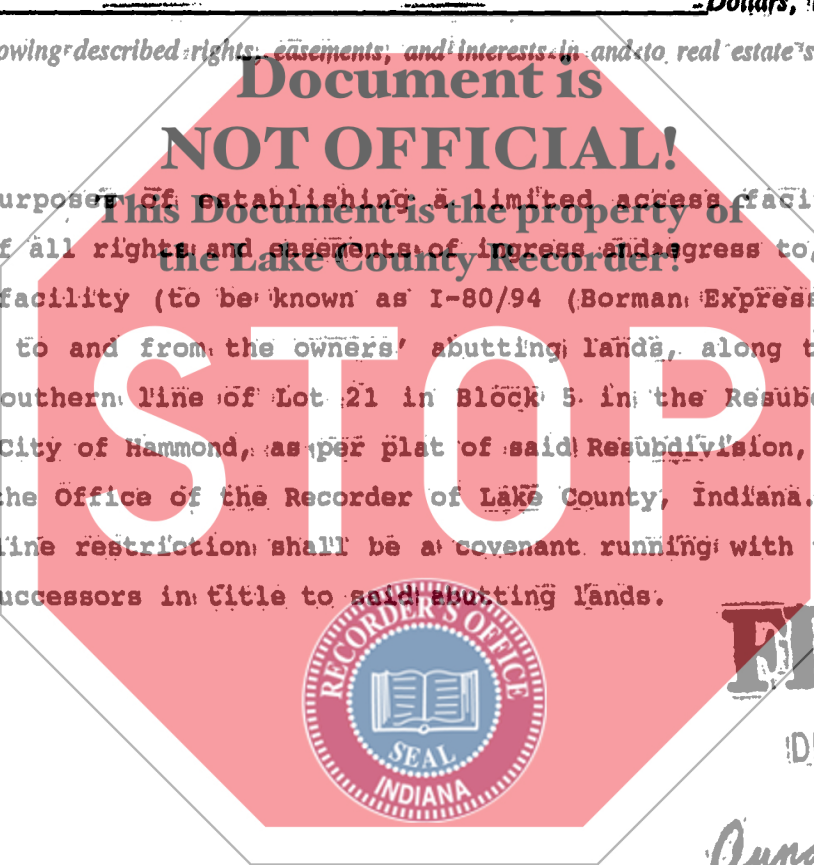 Dollars,
owing described rights, easements, and interests in and to real estate s
Document is
NOT OFFICIAL!
urposes of establishing a limited access faci
This Document is the property of
f all rights and easements of ingress and egress to,
the Lake County Recorder!
facility (to be known as I-80/94 (Borman Express
to and from the owners' abutting lands, along t
STOP
outhern line of Lot 21 in Block 5 in the Resub
City of Hammond, as per plat of said Resubdivision,
the Office of the Recorder of Lake County, Indiana.
line restriction shall be a covenant running with
uccessors in title to said abutting lands.
RECORDER'S OFFICE
SEAL
INDIANA